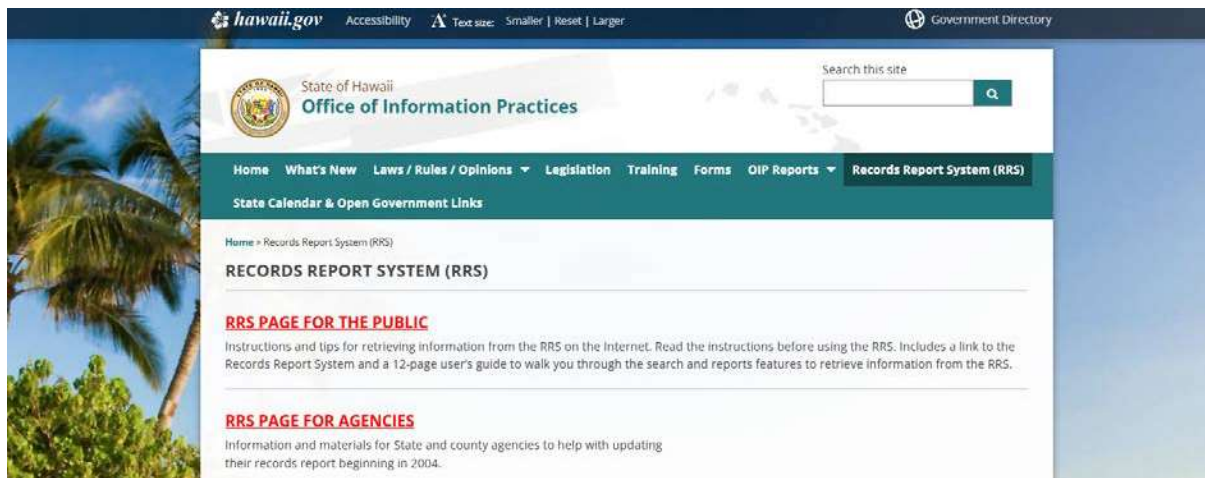 hawaii.gov Accessibility A Text size: Smaller | Reset | Larger Government Directory
Search this site
State of Hawaii
Office of Information Practices
Home What's New Laws / Rules / Opinions Legislation Training Forms OIP Reports Records Report System (RRS)
State Calendar & Open Government Links
Home » Records Report System (RRS)
RECORDS REPORT SYSTEM (RRS)
RRS PAGE FOR THE PUBLIC
Instructions and tips for retrieving information from the RRS on the Internet. Read the instructions before using the RRS. Includes a link to the
Records Report System and a 12-page user's guide to walk you through the search and reports features to retrieve information from the RRS.
RRS PAGE FOR AGENCIES
Information and materials for State and county agencies to help with updating
their records report beginning in 2004.